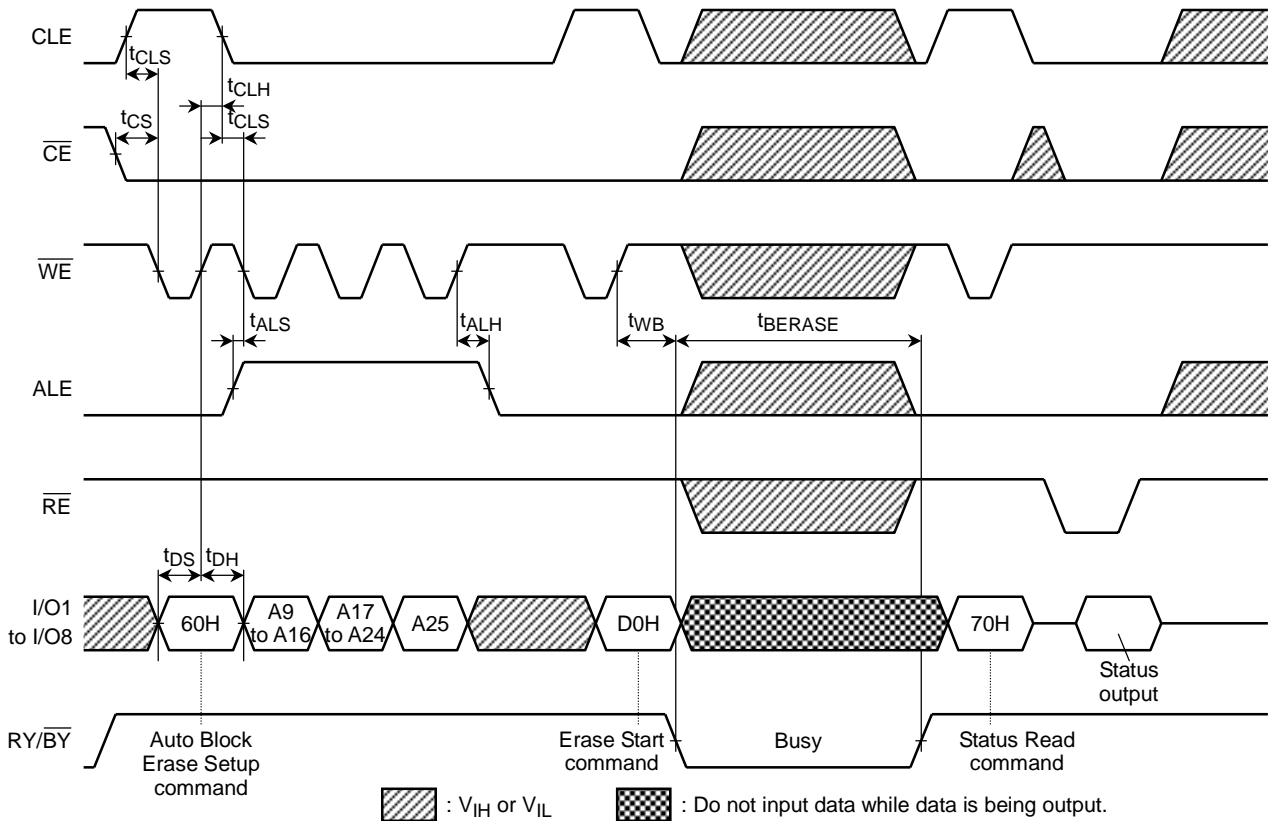 CLE
tCLS
tCLH
tCS
tCLS
CE
WE
tALS
tALH
tWB
tBERASE
ALE
RE
tDS
tDH
I/O1
to I/O8
60H
A9
to A16
A17
to A24
A25
D0H
70H
Status
output
RY/BY
Auto Block
Erase Setup
command
Erase Start
command
Busy
Status Read
command
: VIH or VIL
: Do not input data while data is being output.